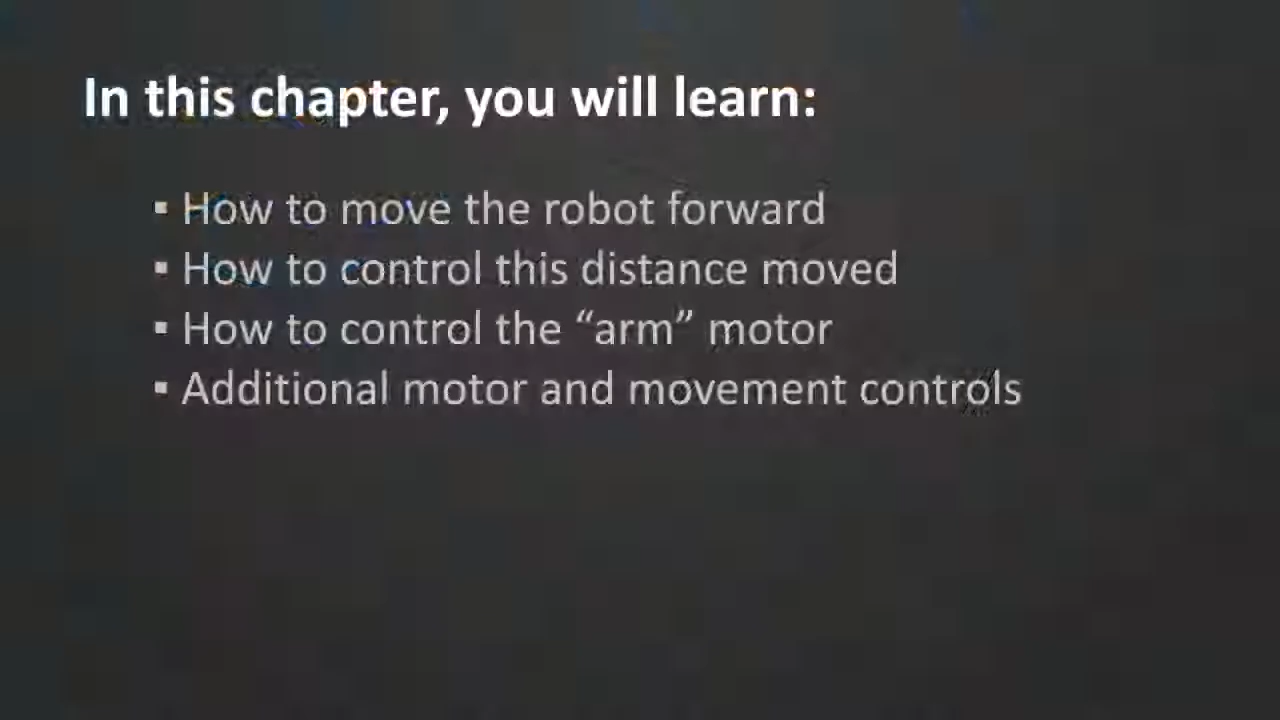 In this chapter, you will learn:
▪ How to move the robot forward
▪ How to control this distance moved
▪ How to control the “arm” motor
▪ Additional motor and movement controls